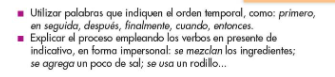 ■ Utilizar palabras que indiquen el orden temporal, como: primero,
en seguida, después, finalmente, cuando, entonces.
■ Explicar el proceso empleando los verbos en presente de
indicativo, en forma impersonal: se mezclan los ingredientes;
se agrega un poco de sal; se usa un rodillo...